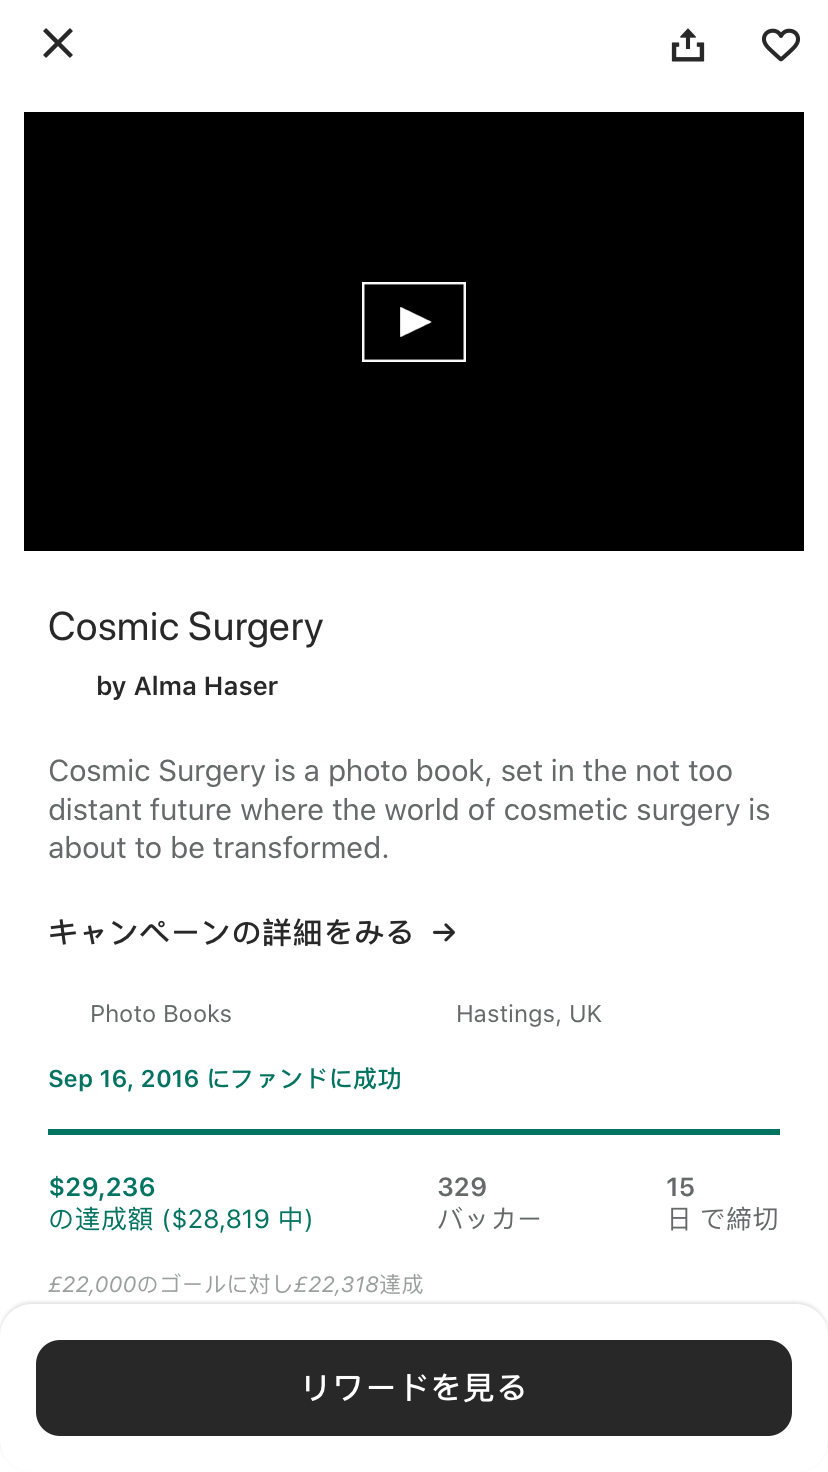 Cosmic Surgery
by Alma Haser
Cosmic Surgery is a photo book, set in the not too
distant future where the world of cosmetic surgery is
about to be transformed.
キャンペーンの詳細をみる →
Photo Books
Hastings, UK
Sep 16, 2016 にファンドに成功
$29,236
の達成額 ($28,819 中)
329
バッカー
15
日 で締切
£22,000のゴールに対し£22,318達成
リワードを見る